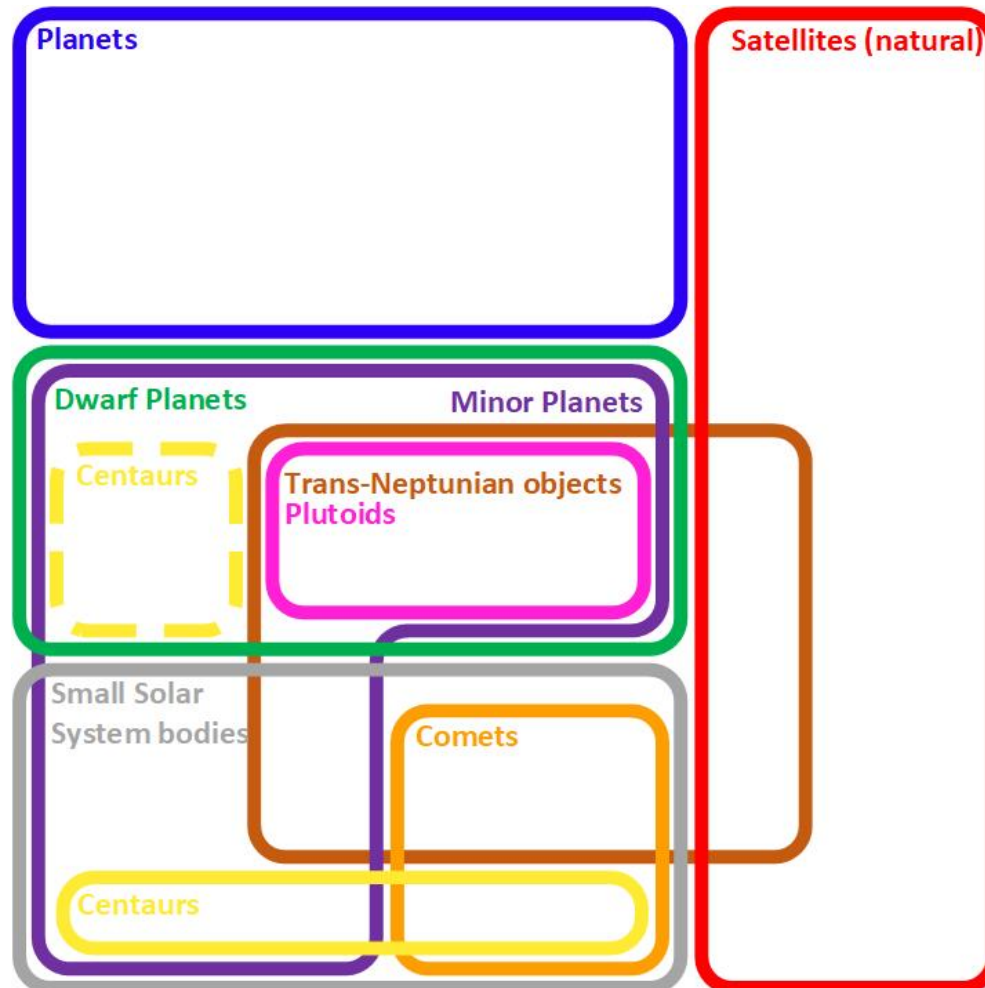 Planets
Satellites (natural)
Dwarf Planets
Minor Planets
Centaurs
Trans-Neptunian objects
Plutoids
Small Solar
System bodies
Comets
Centaurs